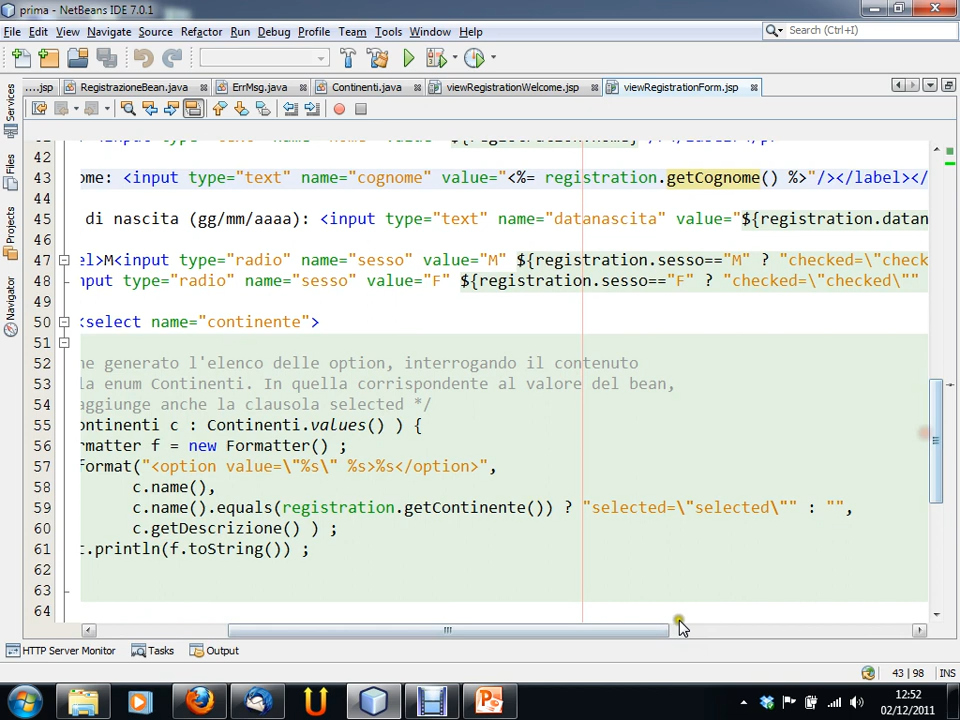 prima - NetBeans IDE 7.0.1
File Edit View Navigate Source Refactor Run Debug Profile Team Tools Window Help
Search (Ctrl+I)
....jsp RegistrazioneBean.java ErrMsg.java Continenti.java viewRegistrationWelcome.jsp viewRegistrationForm.jsp
Services
Files
Projects
Navigator
42
43 ome: <input type="text" name="cognome" value="<%= registration.getCognome() %>"/></label></
44
45 di nascita (gg/mm/aaaa): <input type="text" name="datanascita" value="${registration.datan
46
47 el>M<input type="radio" name="sesso" value="M" ${registration.sesso=="M" ? "checked=\"check
48 nput type="radio" name="sesso" value="F" ${registration.sesso=="F" ? "checked=\"checked\""
49
50 <select name="continente">
51
52 ne generato l'elenco delle option, interrogando il contenuto
53 la enum Continenti. In quella corrispondente al valore del bean,
54 aggiunge anche la clausola selected */
55 ontinenti c : Continenti.values() ) {
56 rmatter f = new Formatter() ;
57 format("<option value=\"%s\" %s>%s</option>",
58 c.name(),
59 c.name().equals(registration.getContinente()) ? "selected=\"selected\"" : "",
60 c.getDescrizione() ) ;
61 t.println(f.toString()) ;
62
63
64
HTTP Server Monitor Tasks Output
43 | 98 INS
12:52
02/12/2011